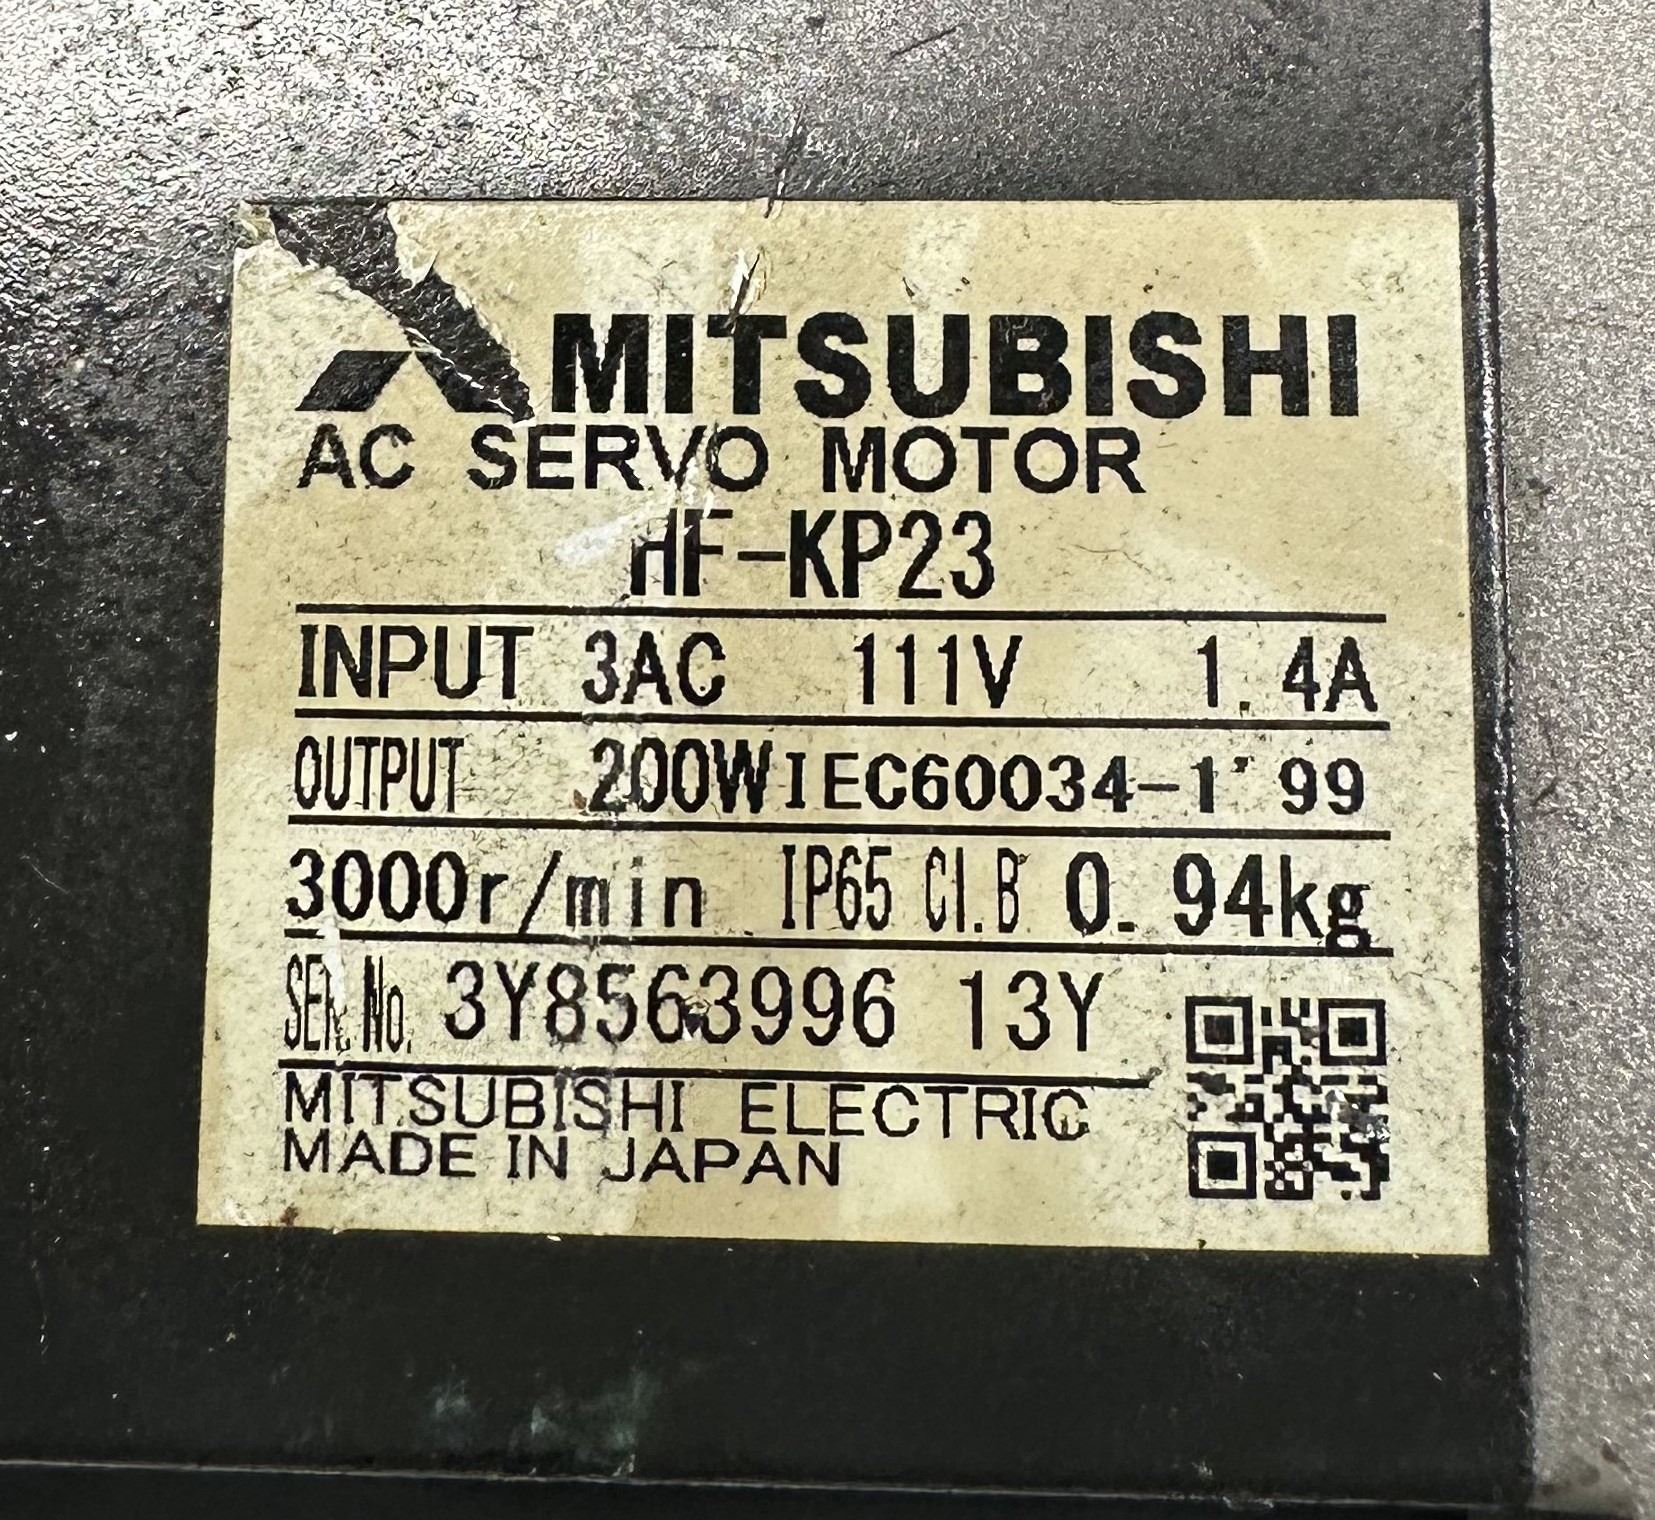 MITSUBISHI
AC SERVO MOTOR
HF-KP23
INPUT 3AC 111V 1.4A
OUTPUT 200W IEC60034-1'99
3000r/min IP65 Cl.B 0.94kg
SER.No. 3Y8563996 13Y
MITSUBISHI ELECTRIC
MADE IN JAPAN